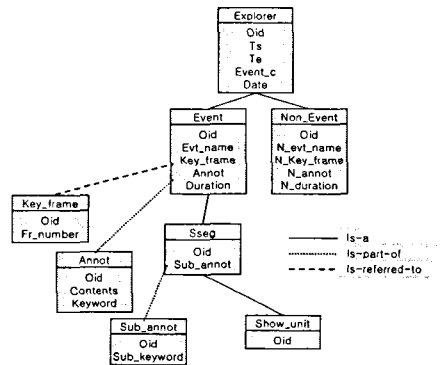 Explorer
Oid
Ts
Te
Event_c
Date
Event
Oid
Evt_name
Key_frame
Annot
Duration
Non_Event
Oid
N_evt_name
N_Key_frame
N_annot
N_duration
Key_frame
Oid
Fr_number
Sseg
Oid
Sub_annot
Annot
Oid
Contents
Keyword
Is-a
Is-part-of
Is-referred-to
Sub_annot
Oid
Sub_keyword
Show_unit
Oid